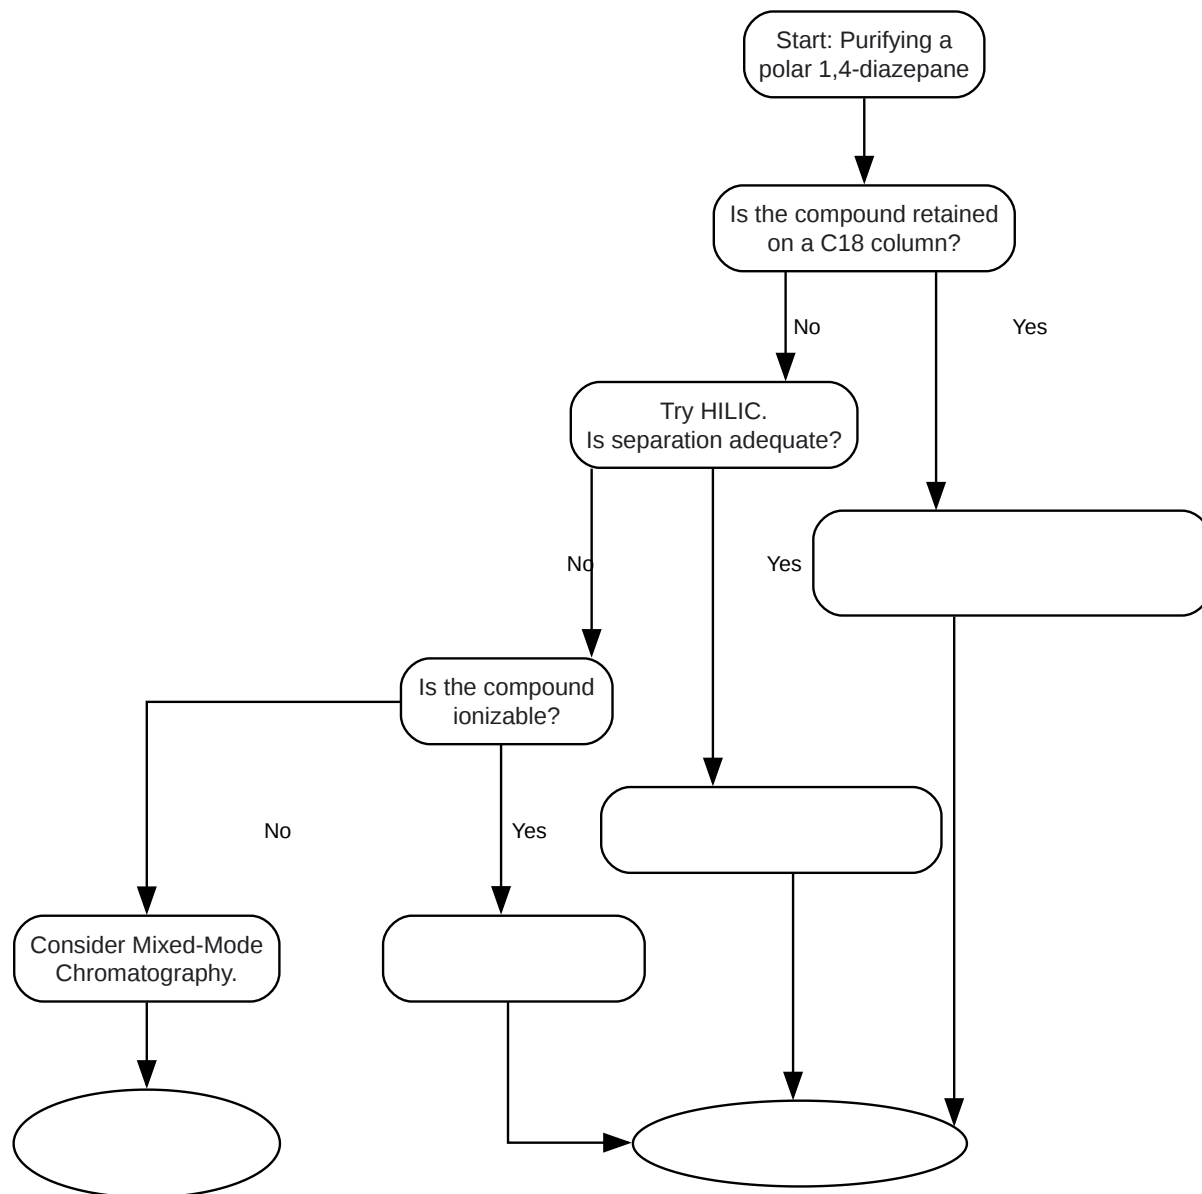 Start: Purifying a
polar 1,4-diazepane
Is the compound retained
on a C18 column?
No
Yes
Try HILIC.
Is separation adequate?
No
Yes
Is the compound
ionizable?
No
Yes
Consider Mixed-Mode
Chromatography.